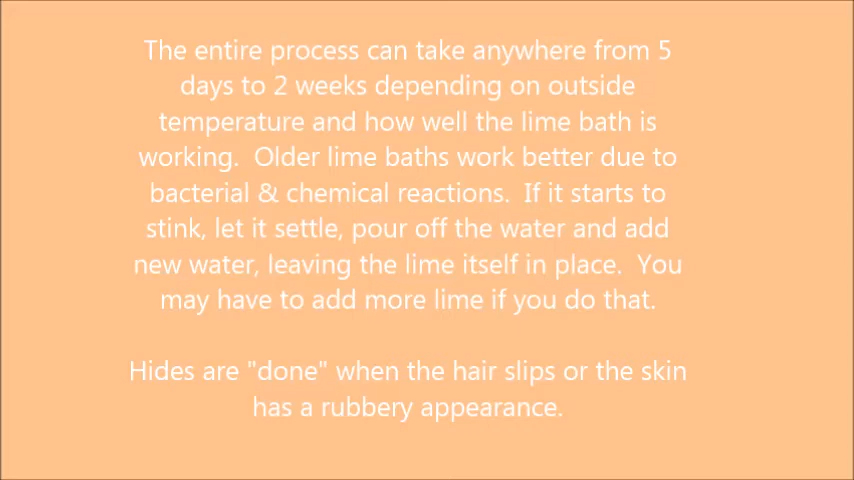 The entire process can take anywhere from 5
days to 2 weeks depending on outside
temperature and how well the lime bath is
working.  Older lime baths work better due to
bacterial & chemical reactions.  If it starts to
stink, let it settle, pour off the water and add
new water, leaving the lime itself in place.  You
may have to add more lime if you do that.
Hides are "done" when the hair slips or the skin
has a rubbery appearance.